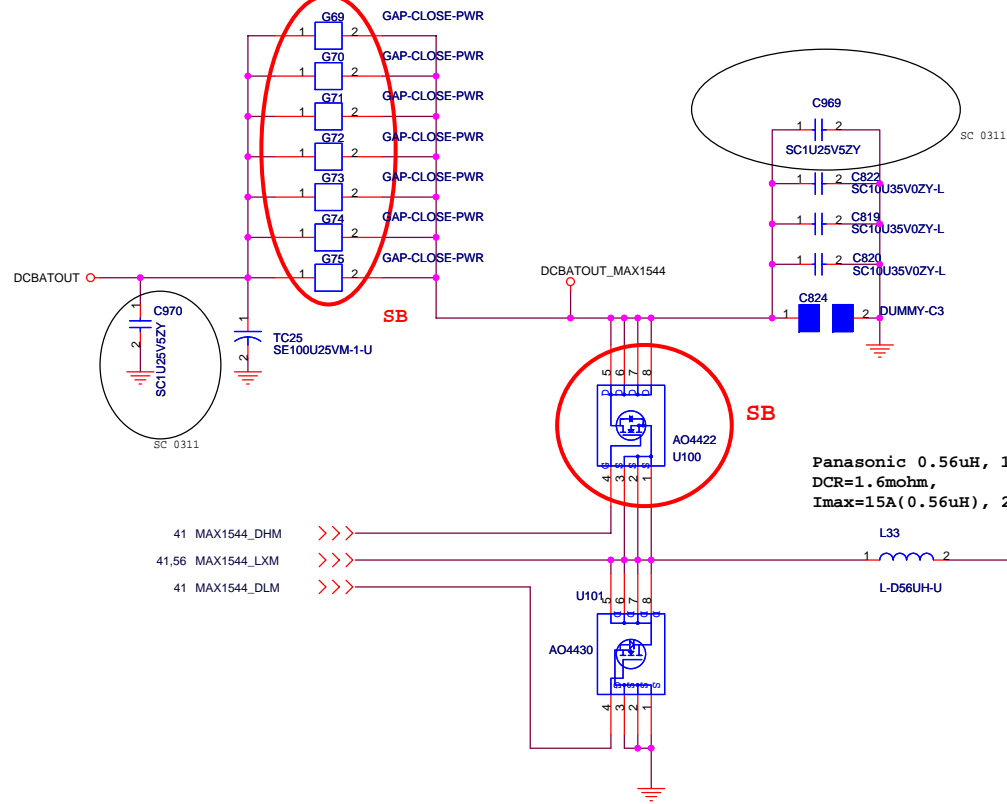 G69 GAP-CLOSE-PWR
1 2
G70 GAP-CLOSE-PWR
1 2
G71 GAP-CLOSE-PWR
1 2
G72 GAP-CLOSE-PWR
1 2
G73 GAP-CLOSE-PWR
1 2
G74 GAP-CLOSE-PWR
1 2
G75 GAP-CLOSE-PWR
1 2
C969
1 2
SC1U25V5ZY
SC 0311
1 2 C822
SC10U35V0ZY-L
1 2 C819
SC10U35V0ZY-L
1 2 C820
SC10U35V0ZY-L
C824
1 2 DUMMY-C3
DCBATOUT
DCBATOUT_MAX1544
SB
1
2
C970
SC1U25V5ZY
SC 0311
1
2
TC25
SE100U25VM-1-U
5 6 7 8
D D D D
G S S S
4 3 2 1
AO4422
U100
SB
Panasonic 0.56uH, 1
DCR=1.6mohm,
Imax=15A(0.56uH), 2
41 MAX1544_DHM
41,56 MAX1544_LXM
41 MAX1544_DLM
L33
1 2
L-D56UH-U
U101
5 6 7 8
D D D D
AO4430
G S S S
4 3 2 1